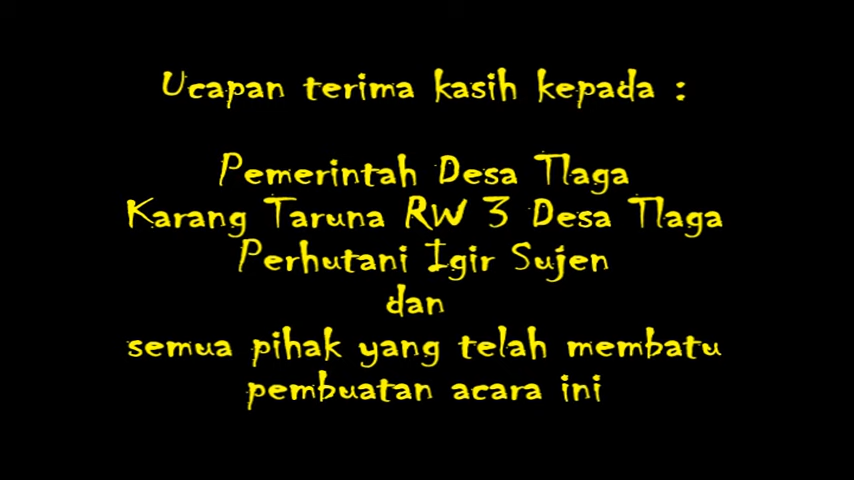 Ucapan terima kasih kepada :
Pemerintah Desa Tlaga
Karang Taruna RW 3 Desa Tlaga
Perhutani Igir Sujen
dan
semua pihak yang telah membatu
pembuatan acara ini